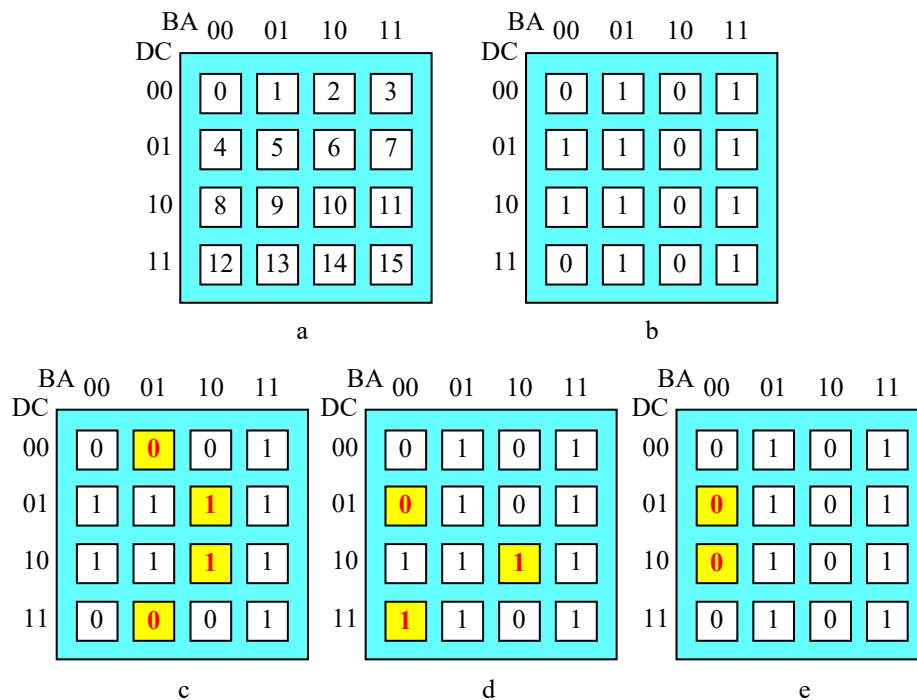 BA 00 01 10 11 BA 00 01 10 11
DC DC
00 0 1 2 3 00 0 1 0 1
01 4 5 6 7 01 1 1 0 1
10 8 9 10 11 10 1 1 0 1
11 12 13 14 15 11 0 1 0 1
a b
BA 00 01 10 11 BA 00 01 10 11 BA 00 01 10 11
DC DC DC
00 0 0 0 1 00 0 1 0 1 00 0 1 0 1
01 1 1 1 1 01 0 1 0 1 01 0 1 0 1
10 1 1 1 1 10 1 1 1 1 10 0 1 0 1
11 0 0 0 1 11 1 1 0 1 11 0 1 0 1
c d e